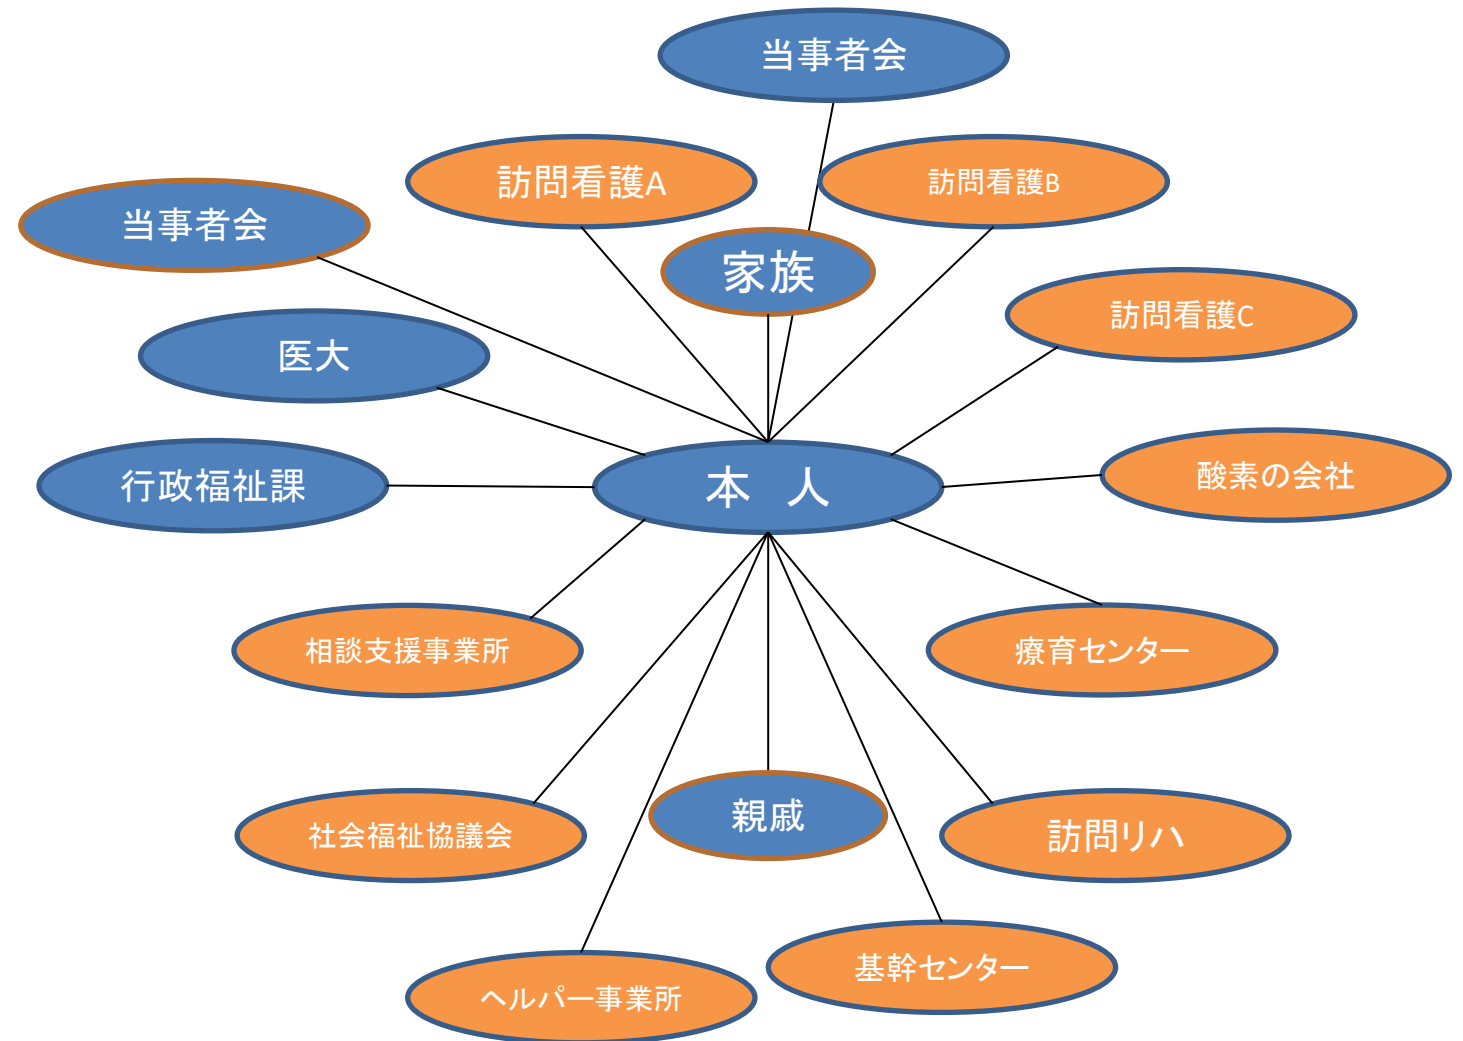 当事者会
訪問看護A
訪問看護B
当事者会
家族
訪問看護C
医大
酸素の会社
行政福祉課
本　人
相談支援事業所
療育センター
社会福祉協議会
親戚
訪問リハ
基幹センター
ヘルパー事業所